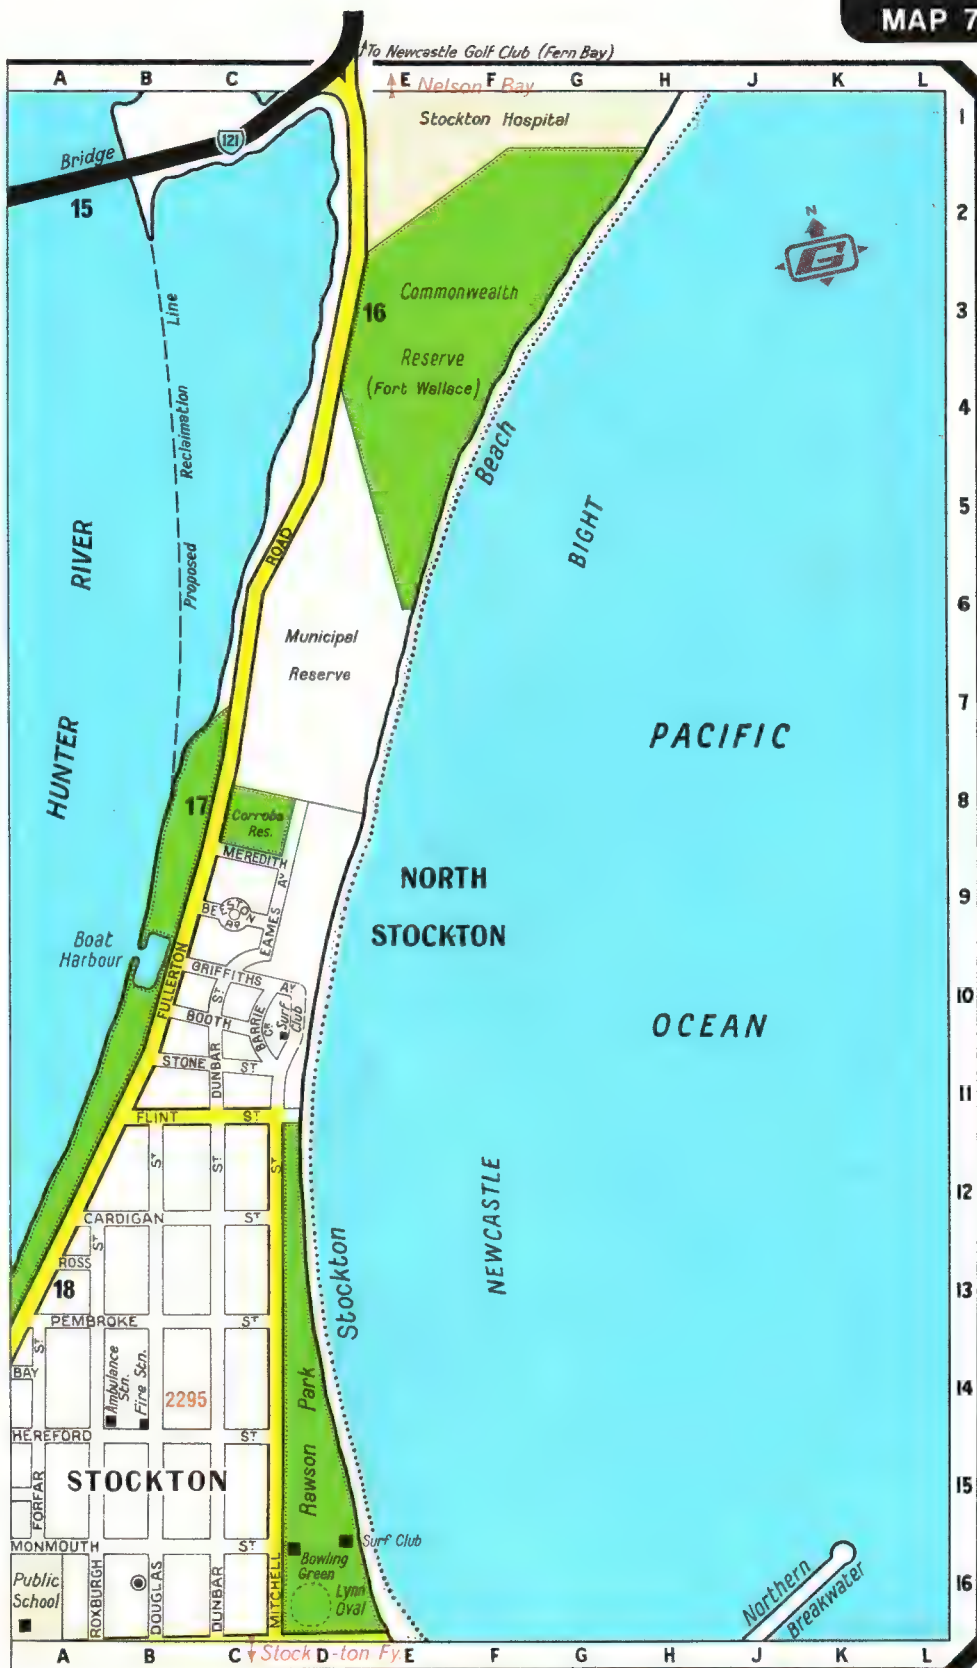 MAP 7
To Newcastle Golf Club (Fern Bay)
A B C E F G H J K L
Nelson Bay
Stockton Hospital
1
121
Bridge
15
2
N
G
Commonwealth
3
16
Line
Reserve
(Fort Wallace)
4
Reclamation
Beach
5
BIGHT
ROAD
RIVER
Proposed
6
Municipal
Reserve
7
PACIFIC
HUNTER
8
17
Corroba
Res.
MEREDITH
AV
NORTH
9
BEESTON
RD
EAMES
STOCKTON
Boat
Harbour
FULLERTON
GRIFFITHS
AV
10
ST
BOOTH
BARRIE
CR
Surf
Club
OCEAN
STONE
ST
DUNBAR
11
FLINT
ST
ST
ST
ST
12
NEWCASTLE
CARDIGAN
ST
ST
Stockton
ROSS
13
18
PEMBROKE
ST
ST
BAY
Ambulance
Stn.
Fire Stn.
2295
Park
14
HEREFORD
ST
STOCKTON
Rawson
15
FORFAR
MONMOUTH
ST
Surf Club
Public
School
ROXBURGH
DOUGLAS
DUNBAR
MITCHELL
Bowling
Green
Lynn
Oval
Northern
Breakwater
16
A B C D E F G H J K L
Stock-ton Fy.